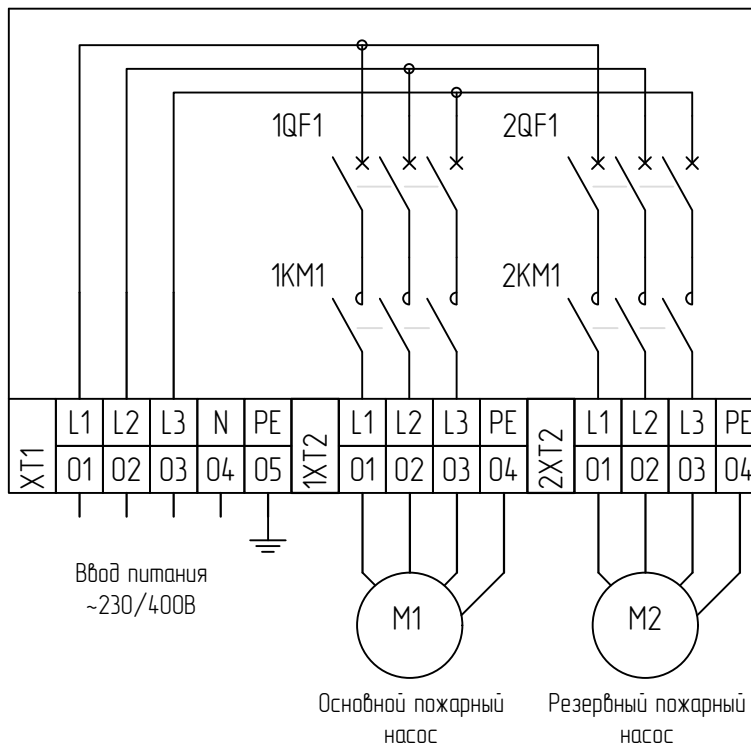 1QF1
2QF1
1KM1
2KM1
XT1 L1 L2 L3 N PE 1XT2 L1 L2 L3 PE 2XT2 L1 L2 L3 PE
01 02 03 04 05 01 02 03 04 01 02 03 04
Ввод питания
~230/400В
M1
M2
Основной пожарный
насос
Резервный пожарный
насос